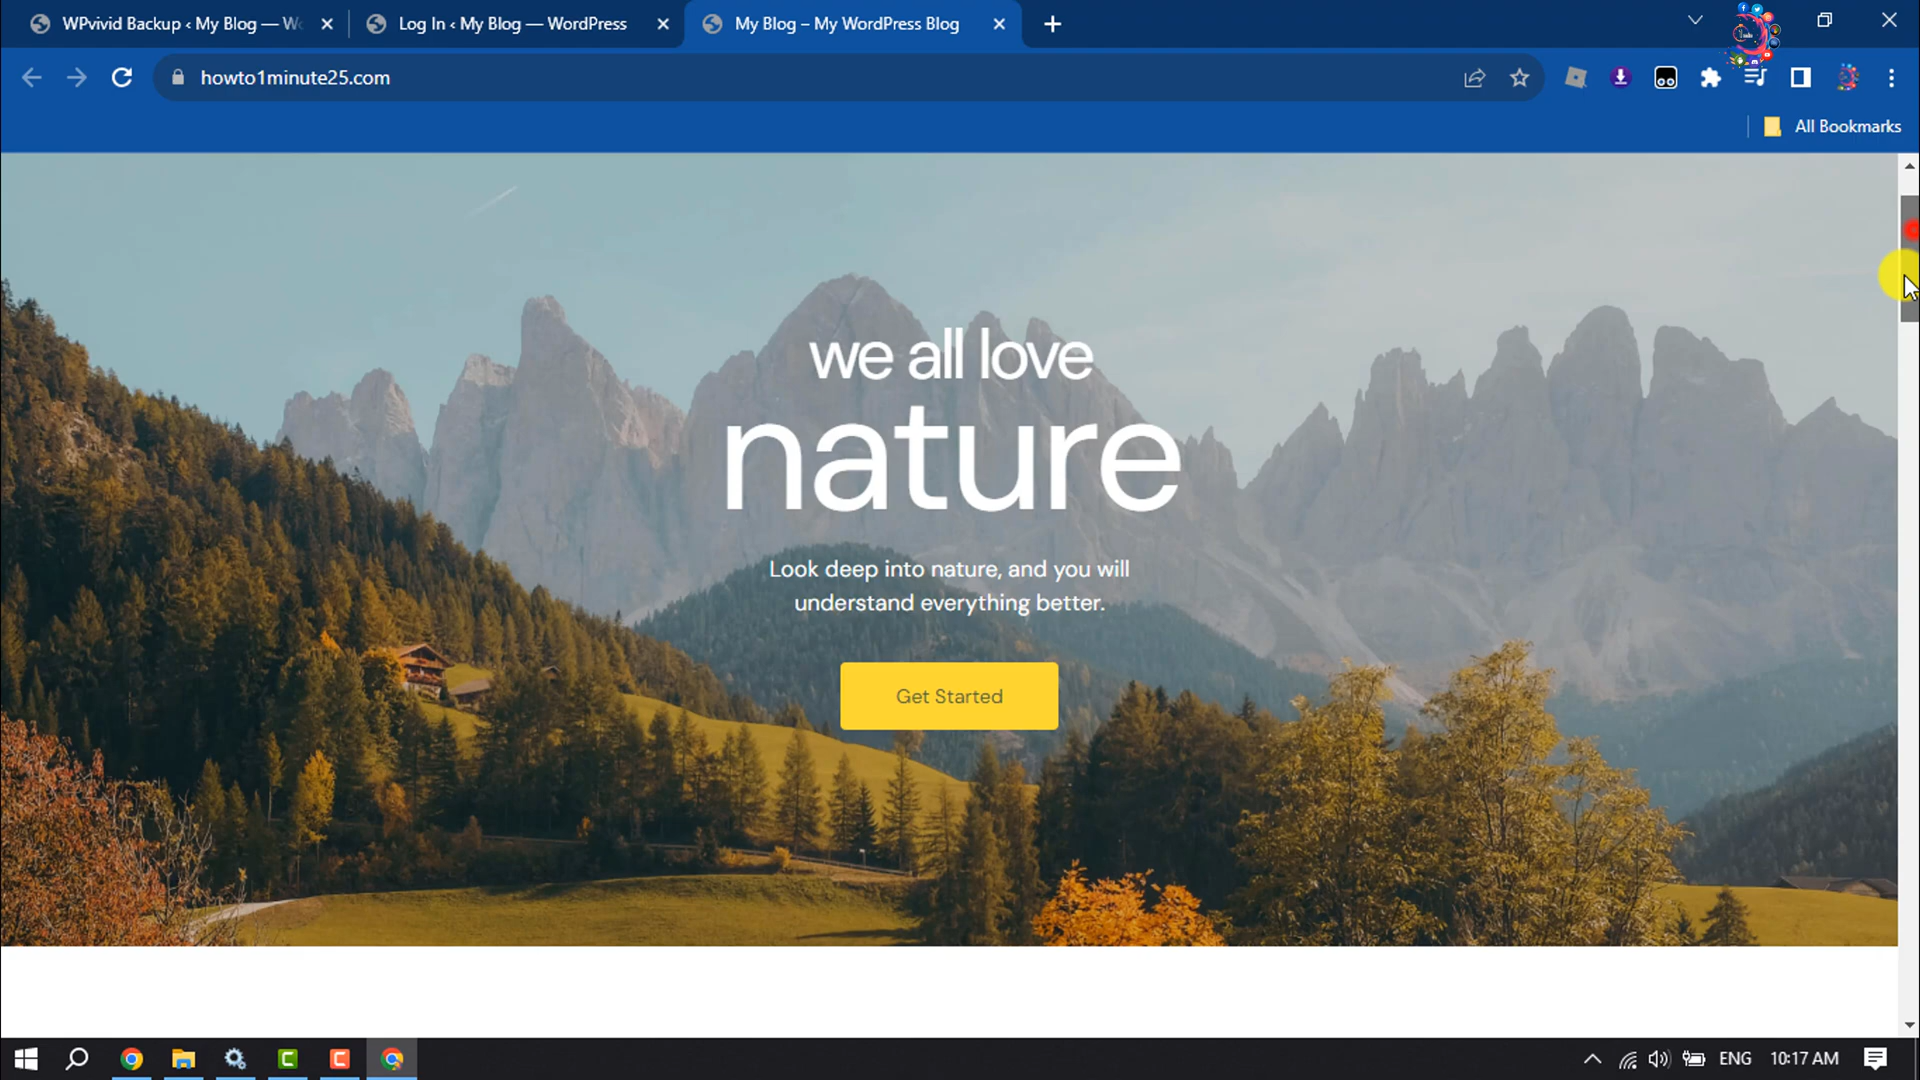 WPvivid Backup ‹ My Blog — Wo
Log In ‹ My Blog — WordPress
My Blog – My WordPress Blog
howto1minute25.com
All Bookmarks
we all love
nature
Look deep into nature, and you will
understand everything better.
Get Started
ENG
10:17 AM